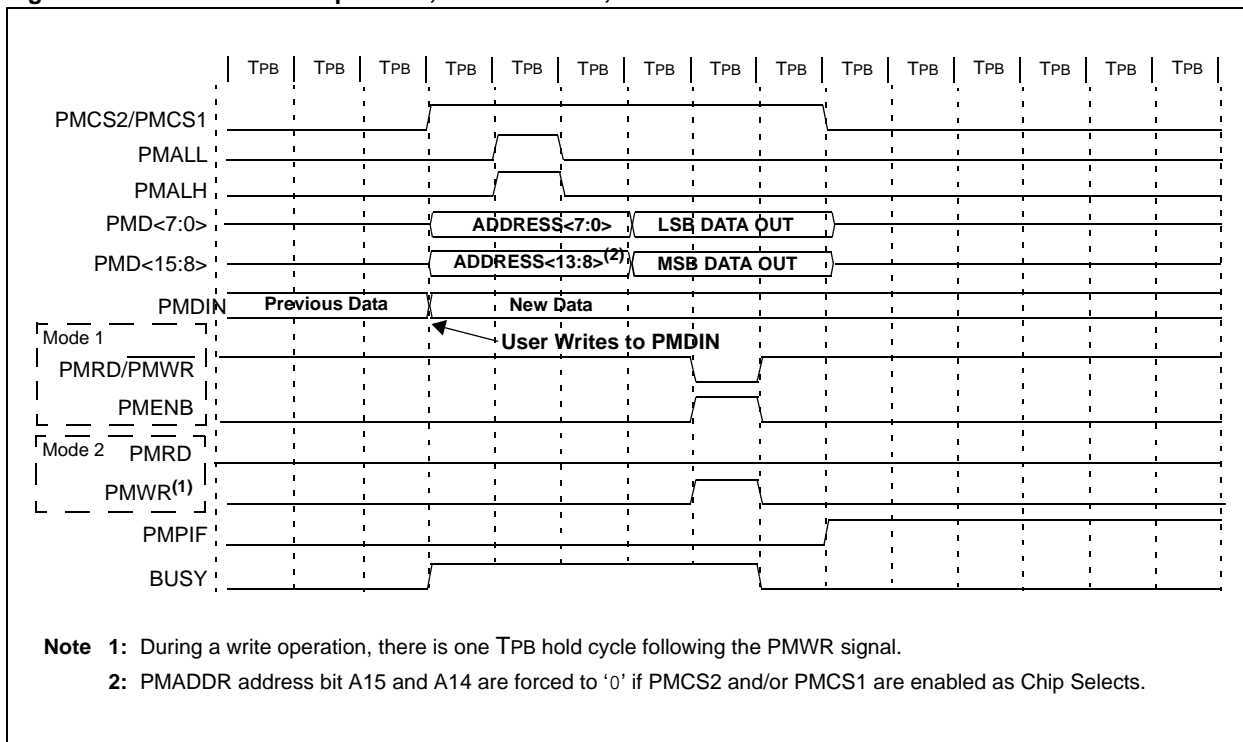 TPB TPB TPB TPB TPB TPB TPB TPB TPB TPB TPB TPB TPB TPB TPB
PMCS2/PMCS1
PMALL
PMALH
PMD<7:0> ADDRESS<7:0> LSB DATA OUT
PMD<15:8> ADDRESS<13:8>(2) MSB DATA OUT
PMDIN Previous Data New Data
User Writes to PMDIN
Mode 1
PMRD/PMWR
PMENB
Mode 2 PMRD
PMWR(1)
PMPIF
BUSY
Note 1: During a write operation, there is one TPB hold cycle following the PMWR signal.
2: PMADDR address bit A15 and A14 are forced to ‘0’ if PMCS2 and/or PMCS1 are enabled as Chip Selects.